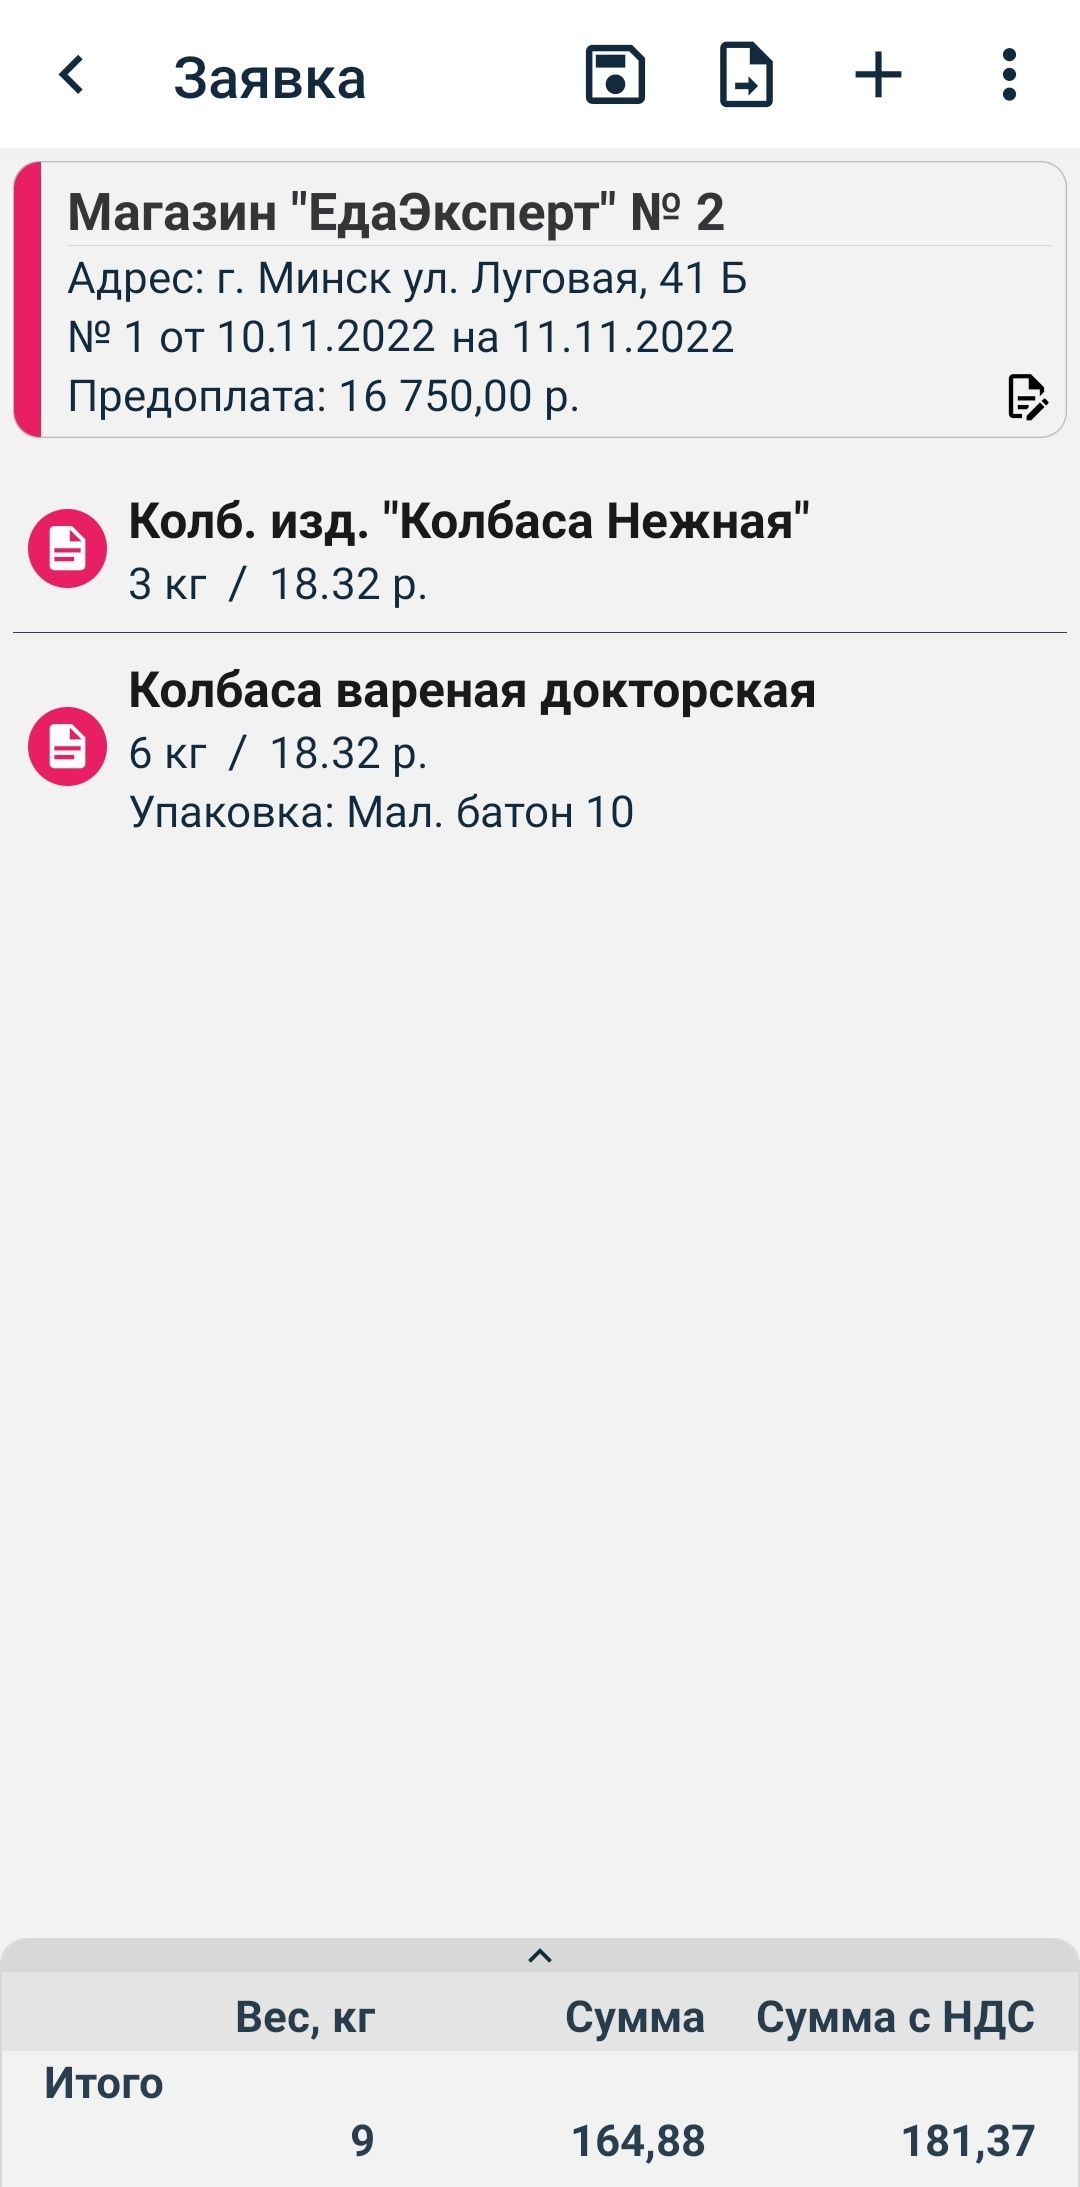 Заявка
Магазин "ЕдаЭксперт" № 2
Адрес: г. Минск ул. Луговая, 41 Б
№ 1 от 10.11.2022 на 11.11.2022
Предоплата: 16 750,00 р.
Колб. изд. "Колбаса Нежная"
3 кг / 18.32 р.
Колбаса вареная докторская
6 кг / 18.32 р.
Упаковка: Мал. батон 10
Вес, кг Сумма Сумма с НДС
Итого
9 164,88 181,37